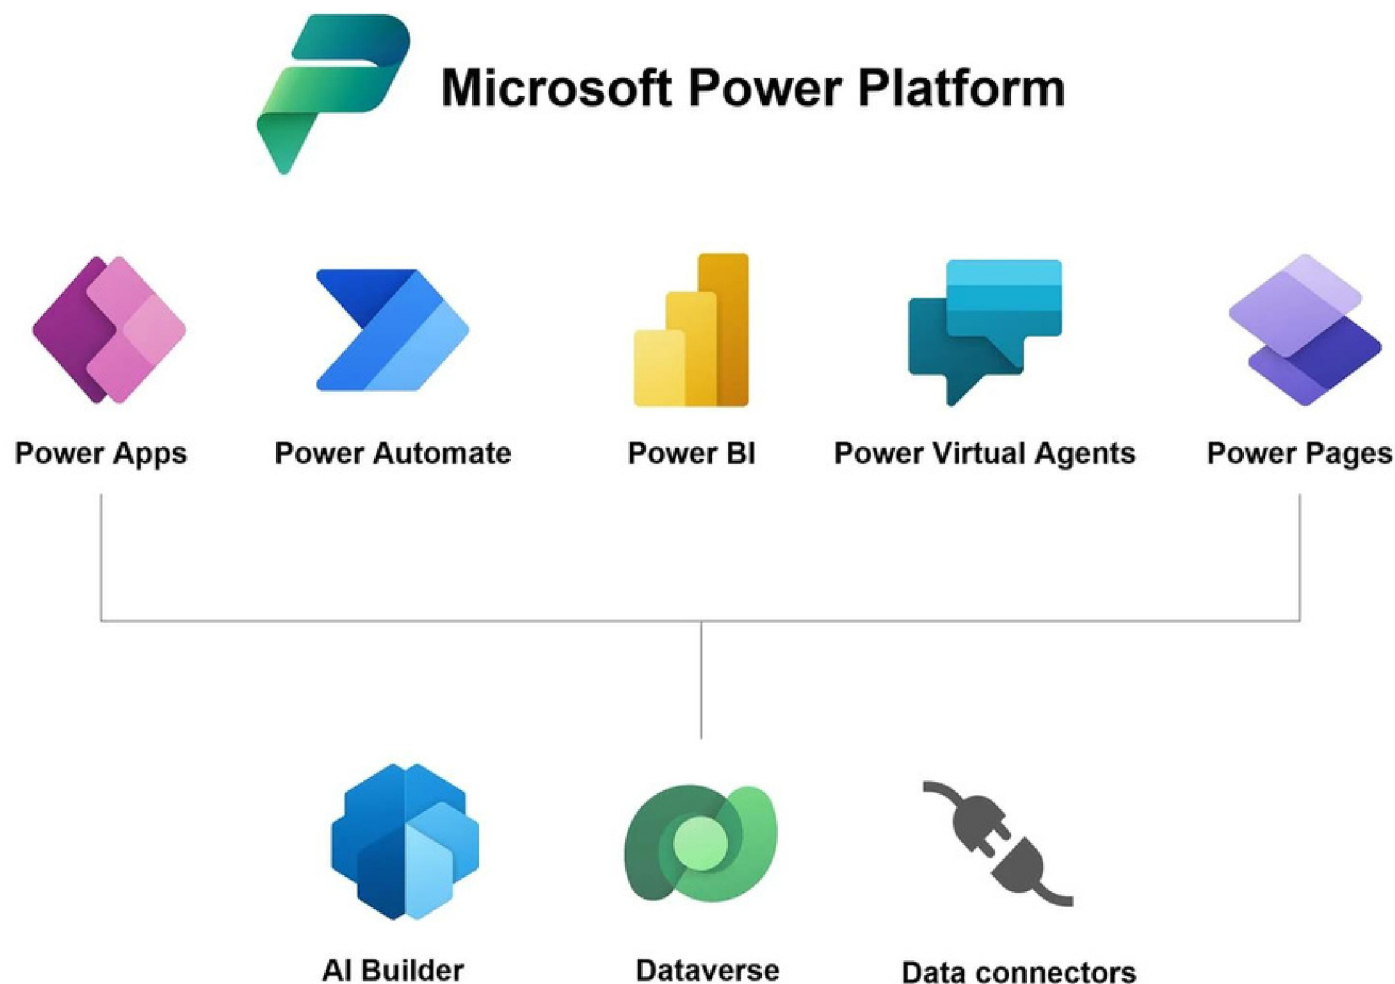 Microsoft Power Platform
Power Apps
Power Automate
Power BI
Power Virtual Agents
Power Pages
AI Builder
Dataverse
Data connectors